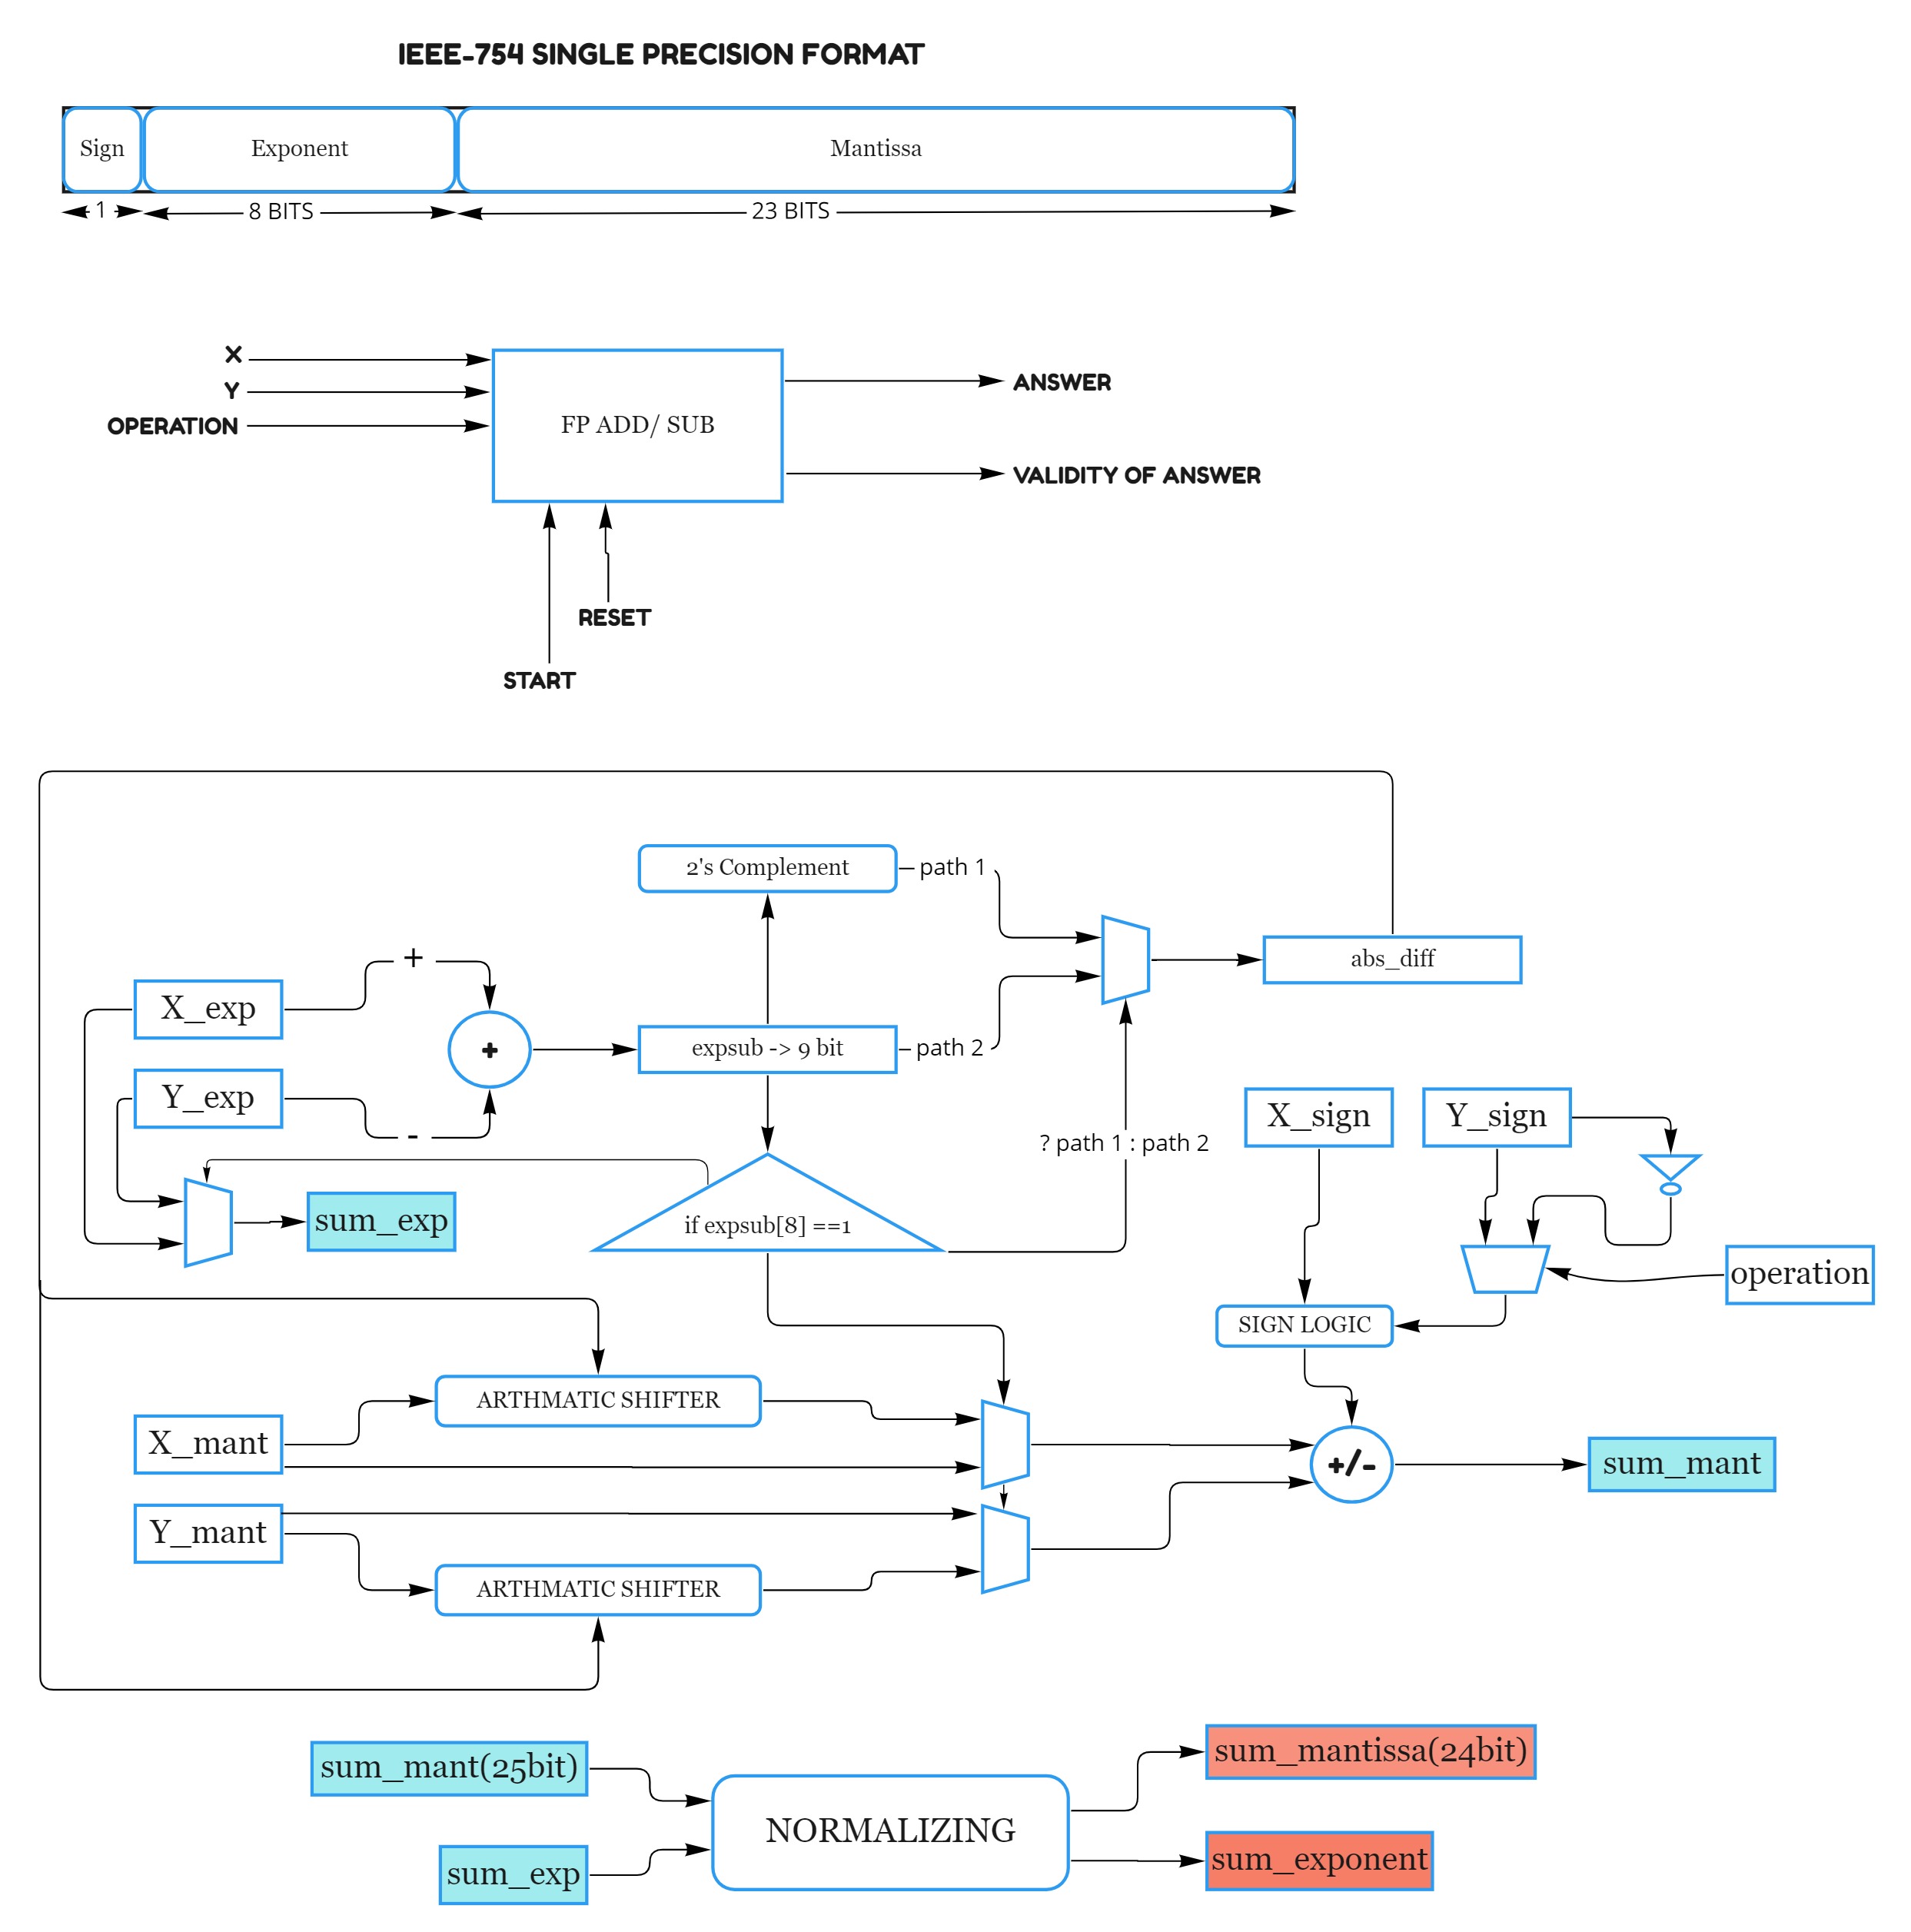 IEEE-754 SINGLE PRECISION FORMAT
Sign Exponent Mantissa
1 8 BITS 23 BITS
X
Y
OPERATION
FP ADD/ SUB
ANSWER
VALIDITY OF ANSWER
RESET
START
2's Complement
path 1
+
X_exp
abs_diff
+
expsub -> 9 bit
path 2
Y_exp
-
X_sign
Y_sign
? path 1 : path 2
sum_exp
if expsub[8] ==1
operation
SIGN LOGIC
ARTHMATIC SHIFTER
X_mant
+/-
sum_mant
Y_mant
ARTHMATIC SHIFTER
sum_mant(25bit)
sum_mantissa(24bit)
NORMALIZING
sum_exp
sum_exponent